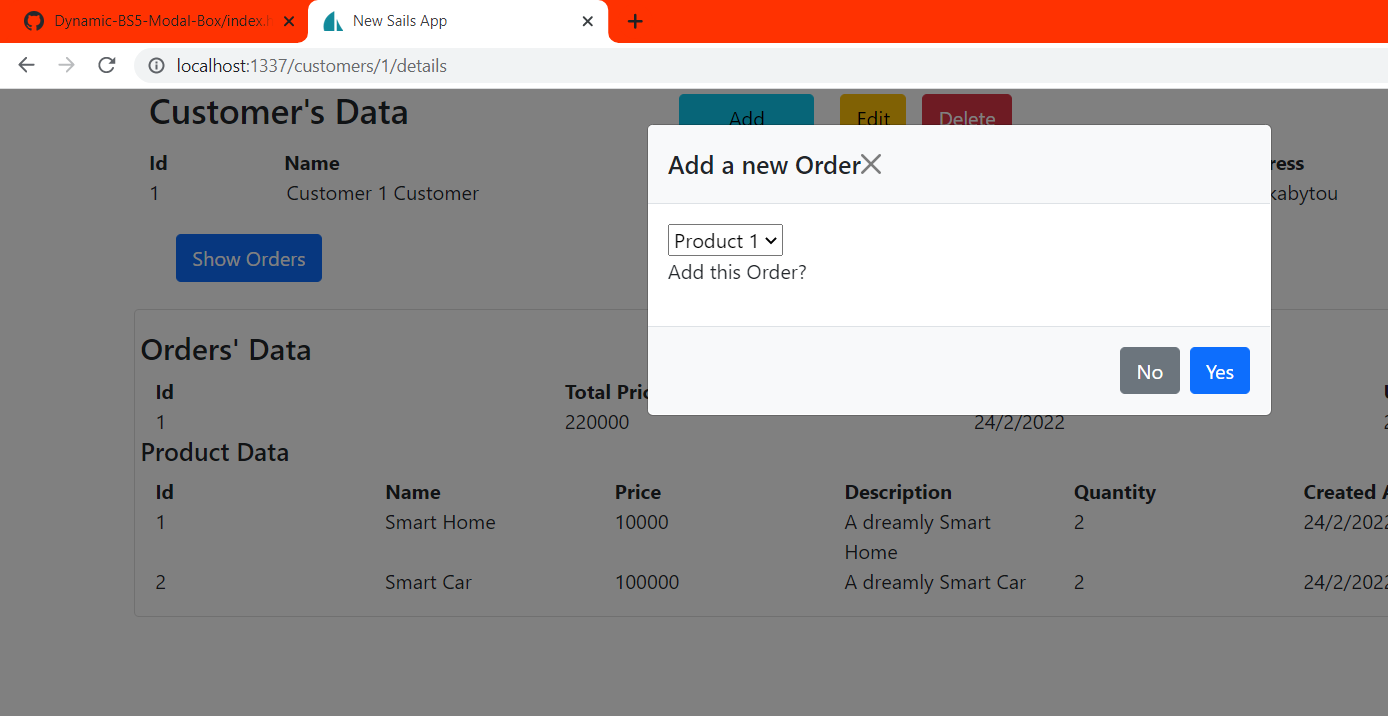 Dynamic-BS5-Modal-Box/index.h
New Sails App
localhost:1337/customers/1/details
Customer's Data
Add
Edit
Delete
Id Name ress
1 Customer 1 Customer kabytou
Show Orders
Add a new Order
Product 1
Add this Order?
No
Yes
Orders' Data
Id Total Pric
1 220000 24/2/2022
Product Data
Id Name Price Description Quantity Created A
1 Smart Home 10000 A dreamly Smart 2 24/2/2022
Home
2 Smart Car 100000 A dreamly Smart Car 2 24/2/2022